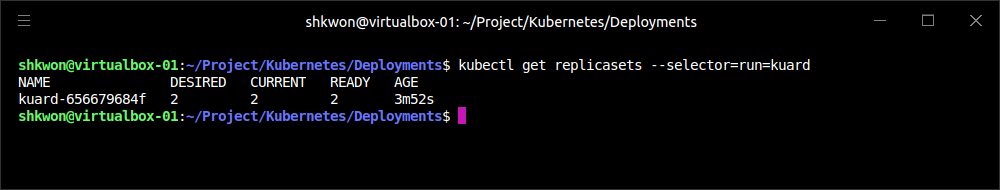 shkwon@virtualbox-01: ~/Project/Kubernetes/Deployments
shkwon@virtualbox-01:~/Project/Kubernetes/Deployments$ kubectl get replicasets --selector=run=kuard
NAME               DESIRED   CURRENT   READY   AGE
kuard-656679684f   2         2         2       3m52s
shkwon@virtualbox-01:~/Project/Kubernetes/Deployments$